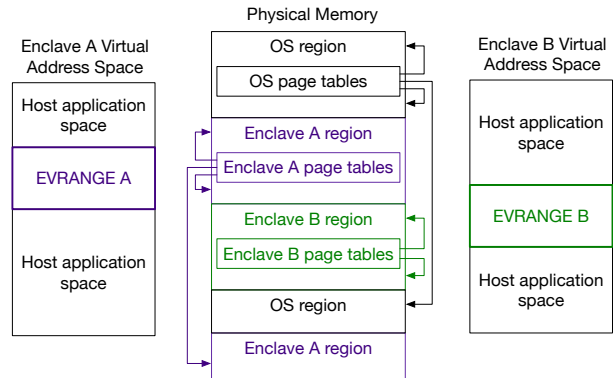 Enclave A Virtual
Address Space
Host application
space
EVRANGE A
Host application
space
Physical Memory
OS region
OS page tables
Enclave A region
Enclave A page tables
Enclave B region
Enclave B page tables
OS region
Enclave A region
Enclave B Virtual
Address Space
Host application
space
EVRANGE B
Host application
space